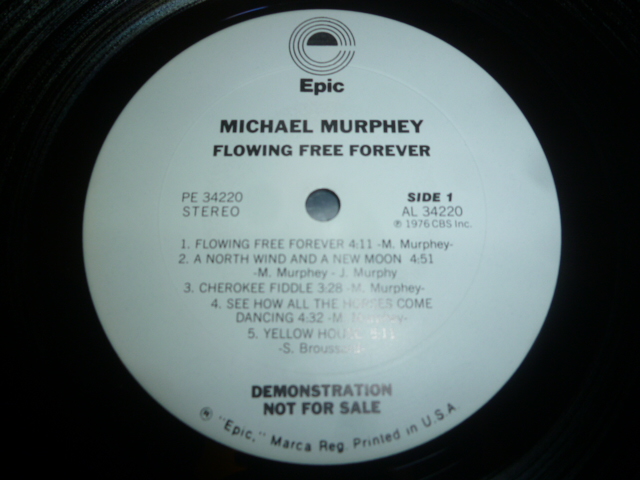 Epic
MICHAEL MURPHEY
FLOWING FREE FOREVER
PE 34220
STEREO
SIDE 1
AL 34220
℗ 1976 CBS Inc.
1. FLOWING FREE FOREVER 4:11 -M. Murphey-
2. A NORTH WIND AND A NEW MOON 4:51
-M. Murphey - J. Murphy
3. CHEROKEE FIDDLE 3:28 -M. Murphey-
4. SEE HOW ALL THE HORSES COME
DANCING 4:32 -M. Murphey-
5. YELLOW 5:11
-S.
DEMONSTRATION
NOT FOR SALE
® "Epic," Marca Reg. Printed in U.S.A